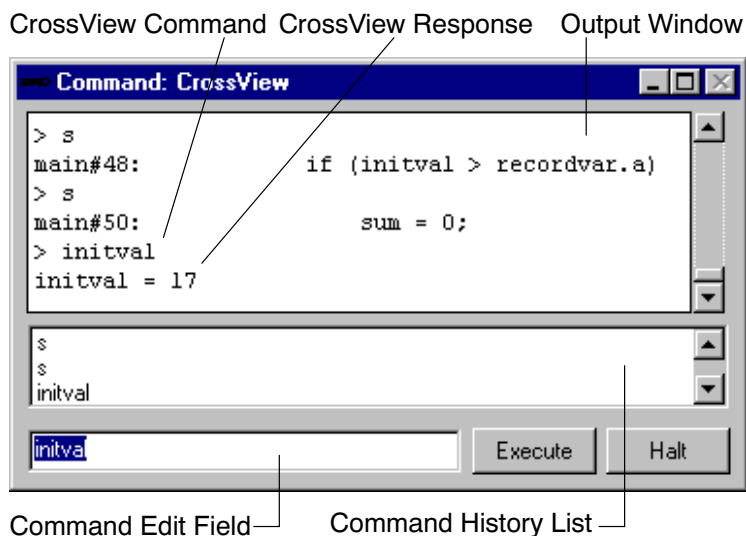 CrossView Command CrossView Response Output Window
Command: CrossView
> s
main#48: if (initval > recordvar.a)
> s
main#50: sum = 0;
> initval
initval = 17
s
s
initval
initval
Execute
Halt
Command Edit Field
Command History List